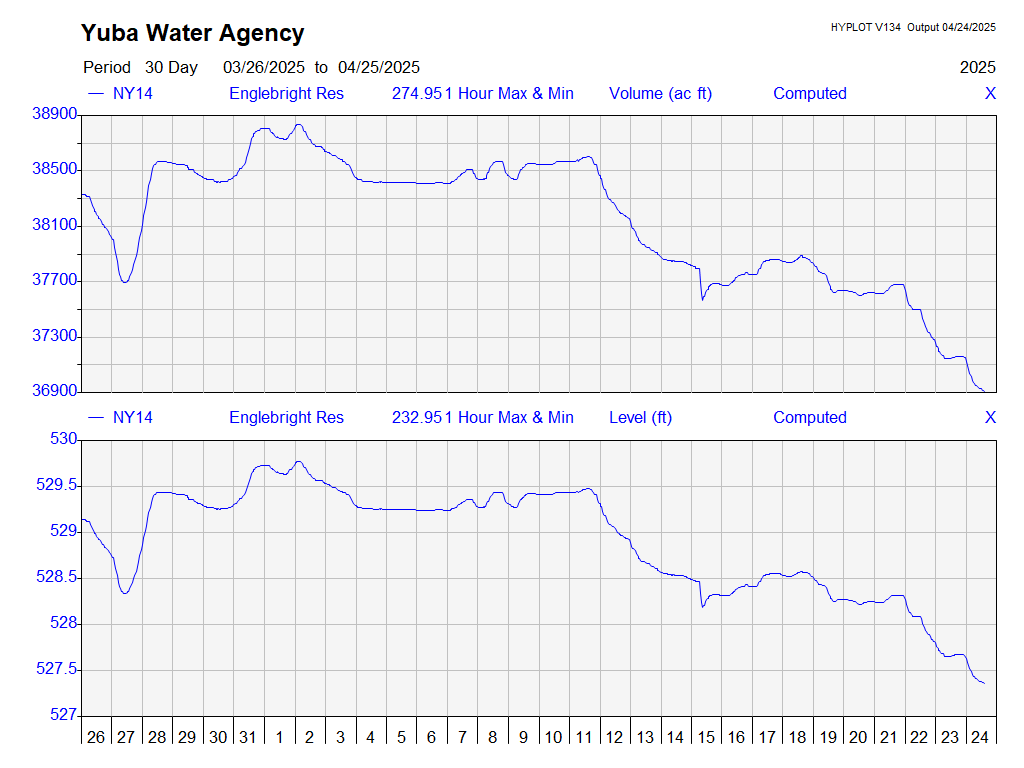 Yuba Water Agency
HYPLOT V134 Output 04/24/2025
Period 30 Day 03/26/2025 to 04/25/2025 2025
NY14 Englebright Res 274.951 Hour Max & Min Volume (ac ft) Computed X
38900
38500
38100
37700
37300
36900
NY14 Englebright Res 232.951 Hour Max & Min Level (ft) Computed X
530
529.5
529
528.5
528
527.5
527
26 27 28 29 30 31 1 2 3 4 5 6 7 8 9 10 11 12 13 14 15 16 17 18 19 20 21 22 23 24